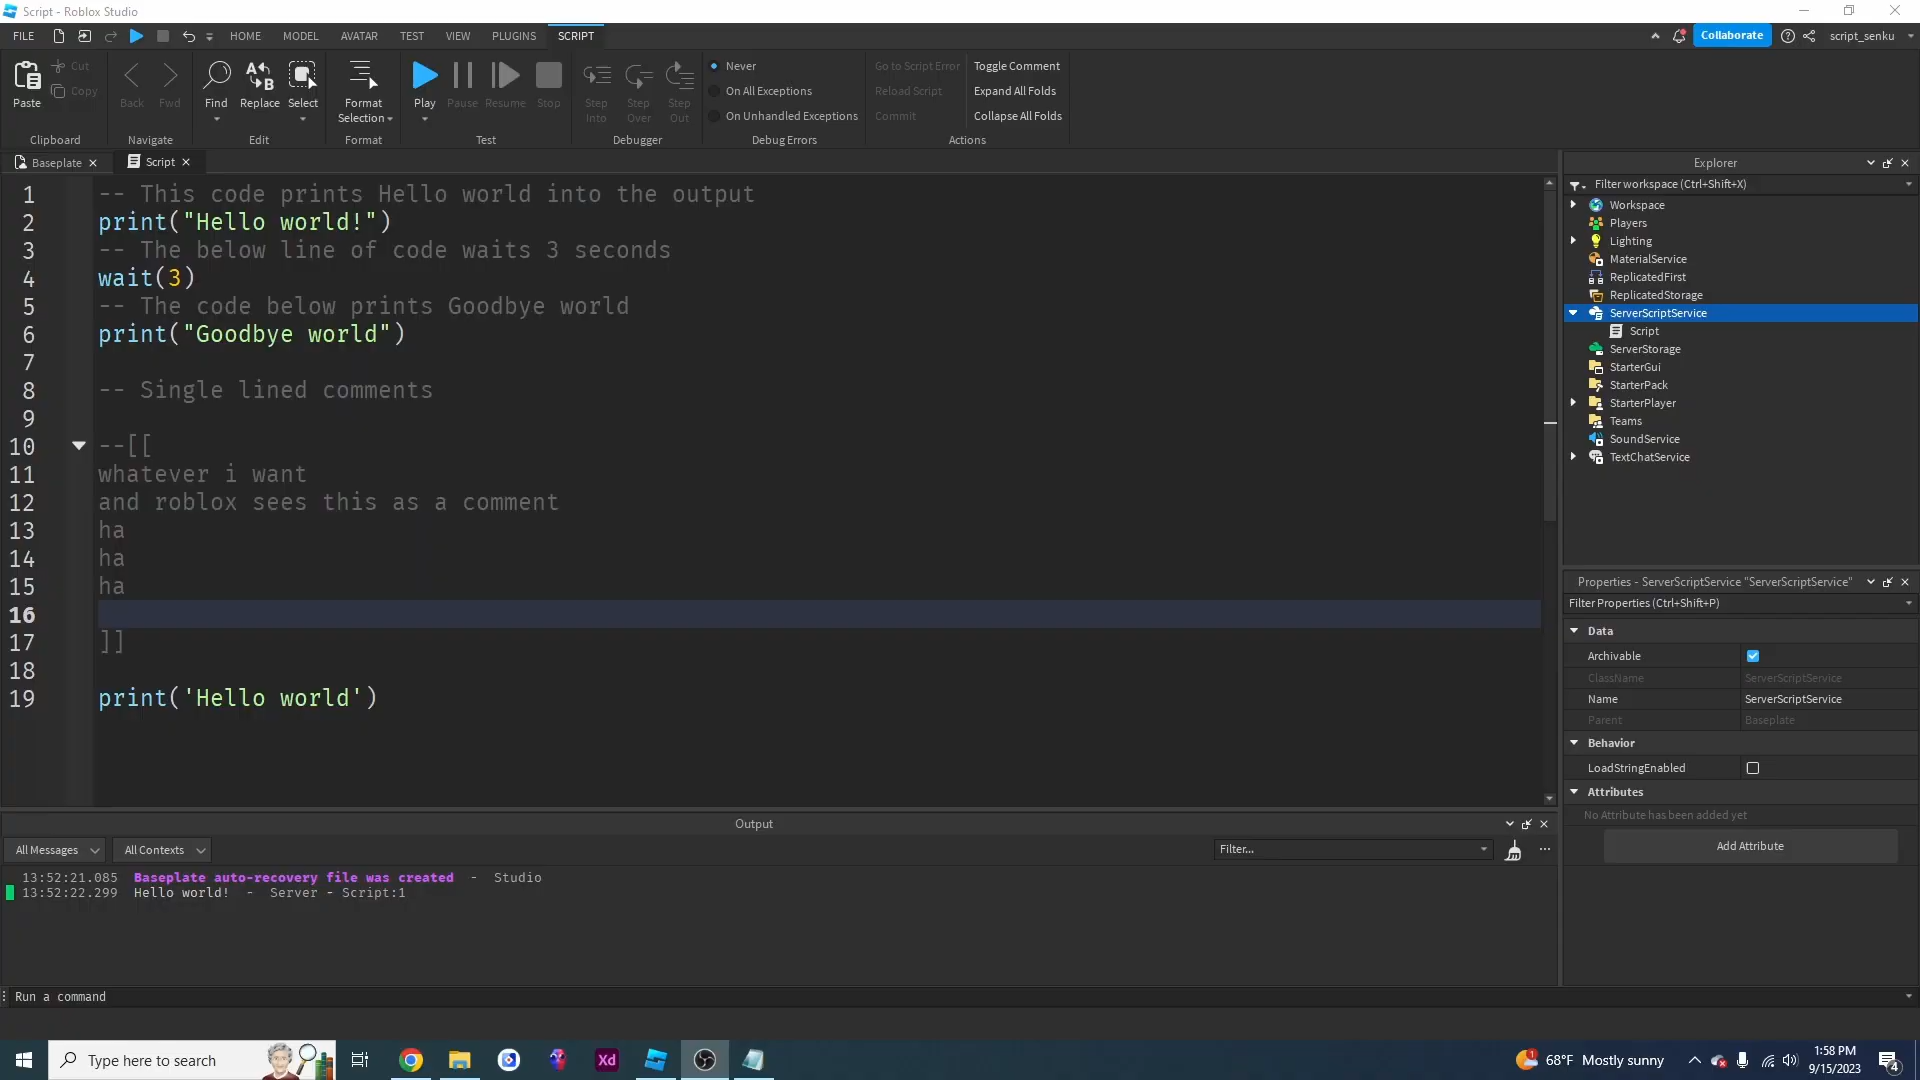 Script - Roblox Studio
FILE HOME MODEL AVATAR TEST VIEW PLUGINS SCRIPT Collaborate script_senku
Paste Cut Copy Clipboard
Back Fwd Navigate
Find Replace Select Edit
Format Selection Format
Play Pause Resume Stop Test
Step Into Step Over Step Out Debugger
Never
On All Exceptions
On Unhandled Exceptions
Debug Errors
Go to Script Error
Reload Script
Commit
Toggle Comment
Expand All Folds
Collapse All Folds
Actions
Baseplate Script
1 -- This code prints Hello world into the output
2 print("Hello world!")
3 -- The below line of code waits 3 seconds
4 wait(3)
5 -- The code below prints Goodbye world
6 print("Goodbye world")
7
8 -- Single lined comments
9
10 --[[
11 whatever i want
12 and roblox sees this as a comment
13 ha
14 ha
15 ha
16
17 ]]
18
19 print('Hello world')
Explorer
Filter workspace (Ctrl+Shift+X)
Workspace
Players
Lighting
MaterialService
ReplicatedFirst
ReplicatedStorage
ServerScriptService
Script
ServerStorage
StarterGui
StarterPack
StarterPlayer
Teams
SoundService
TextChatService
Properties - ServerScriptService "ServerScriptService"
Filter Properties (Ctrl+Shift+P)
Data
Archivable
ClassName ServerScriptService
Name ServerScriptService
Parent Baseplate
Behavior
LoadStringEnabled
Attributes
No Attribute has been added yet
Add Attribute
Output
All Messages All Contexts Filter...
13:52:21.085 Baseplate auto-recovery file was created - Studio
13:52:22.299 Hello world! - Server - Script:1
Run a command
Type here to search
Xd
1 68°F Mostly sunny
1:58 PM
9/15/2023
4